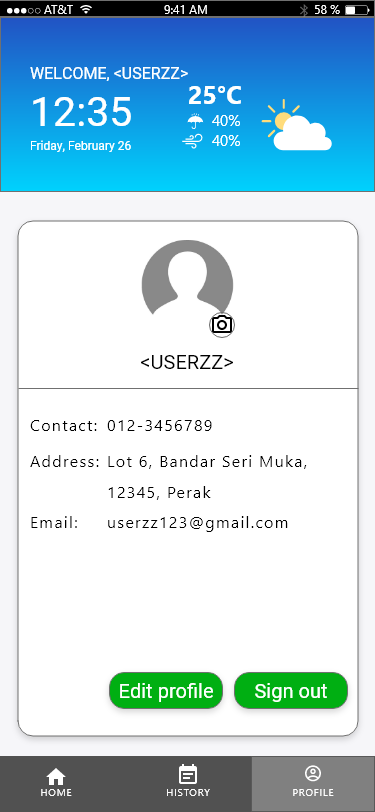 AT&T 9:41 AM 58 %
WELCOME, <USERZZ>
12:35
Friday, February 26
25°C
40%
40%
<USERZZ>
Contact: 012-3456789
Address: Lot 6, Bandar Seri Muka,
12345, Perak
Email: userzz123@gmail.com
Edit profile Sign out
HOME HISTORY PROFILE